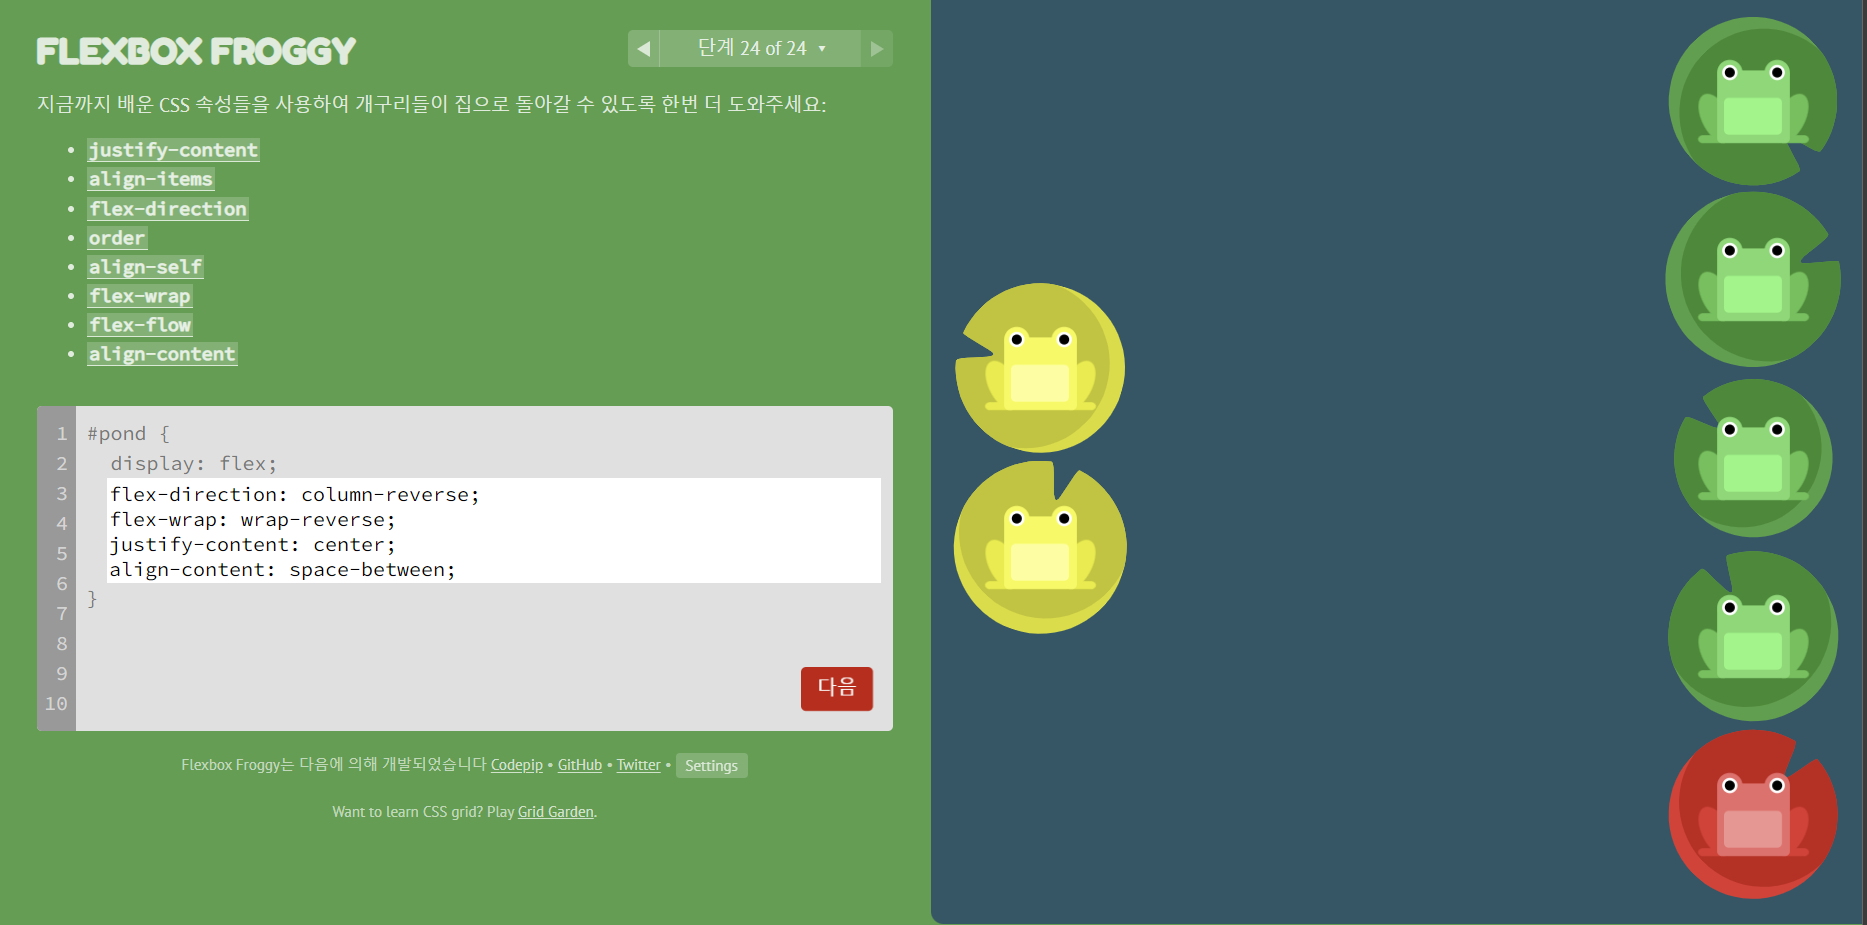 FLEXBOX FROGGY
◀ 단계 24 of 24 ▼ ▶
지금까지 배운 CSS 속성들을 사용하여 개구리들이 집으로 돌아갈 수 있도록 한번 더 도와주세요:
• justify-content
• align-items
• flex-direction
• order
• align-self
• flex-wrap
• flex-flow
• align-content
1 #pond {
2 display: flex;
3 flex-direction: column-reverse;
4 flex-wrap: wrap-reverse;
5 justify-content: center;
6 align-content: space-between;
7 }
8
9
10
다음
Flexbox Froggy는 다음에 의해 개발되었습니다 Codepip • GitHub • Twitter • Settings
Want to learn CSS grid? Play Grid Garden.